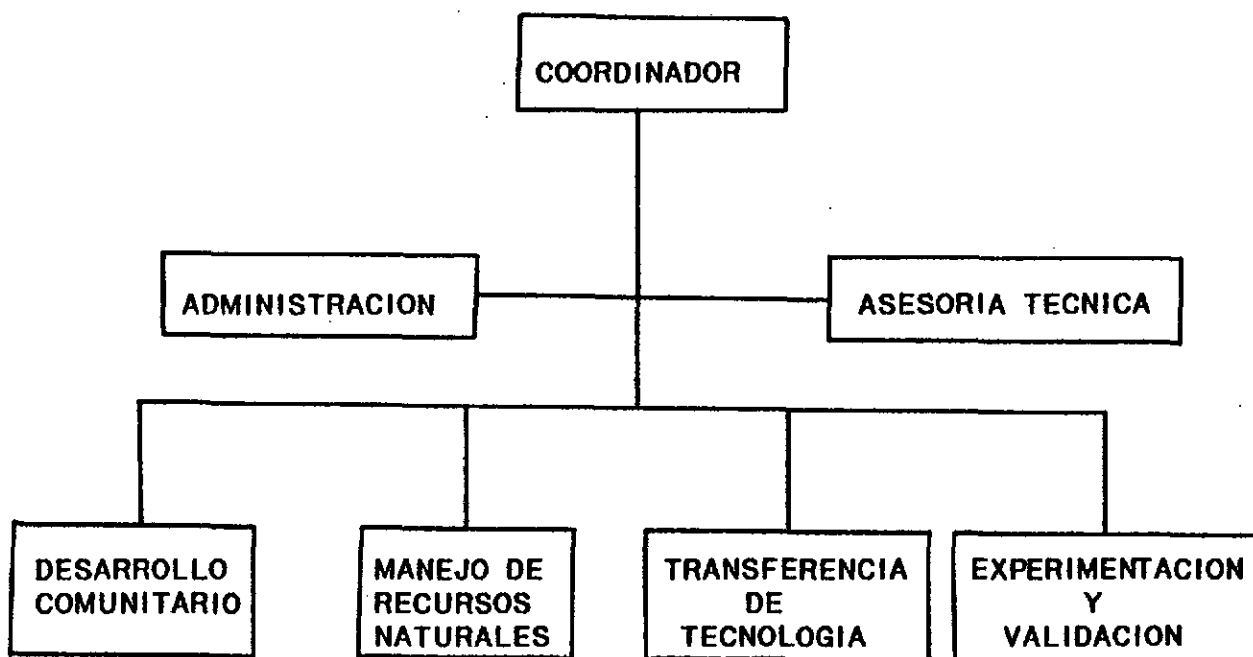 COORDINADOR
ADMINISTRACION
ASESORIA TECNICA
DESARROLLO
COMUNITARIO
MANEJO DE
RECURSOS
NATURALES
TRANSFERENCIA
DE
TECNOLOGIA
EXPERIMENTACION
Y
VALIDACION